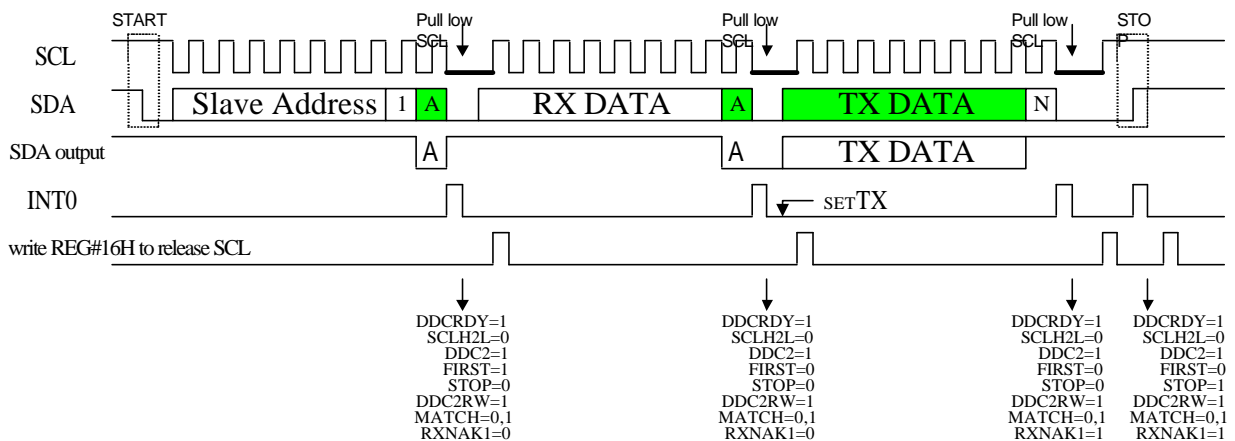 START
Pull low
SCL
Pull low
SCL
Pull low
SCL
STO
P
SCL
SDA
Slave Address
1
A
RX DATA
A
TX DATA
N
SDA output
A
A
TX DATA
INT0
SETTX
write REG#16H to release SCL
DDCRDY=1
SCLH2L=0
DDC2=1
FIRST=1
STOP=0
DDC2RW=1
MATCH=0,1
RXNAK1=0
DDCRDY=1
SCLH2L=0
DDC2=1
FIRST=0
STOP=0
DDC2RW=1
MATCH=0,1
RXNAK1=0
DDCRDY=1
SCLH2L=0
DDC2=1
FIRST=0
STOP=0
DDC2RW=1
MATCH=0,1
RXNAK1=1
DDCRDY=1
SCLH2L=0
DDC2=1
FIRST=0
STOP=1
DDC2RW=1
MATCH=0,1
RXNAK1=1